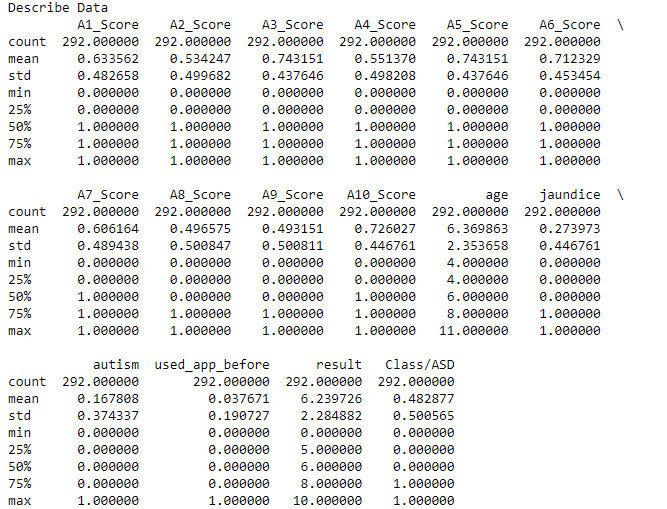 Describe Data
A1_Score A2_Score A3_Score A4_Score A5_Score A6_Score \
count 292.000000 292.000000 292.000000 292.000000 292.000000 292.000000
mean 0.633562 0.534247 0.743151 0.551370 0.743151 0.712329
std 0.482658 0.499682 0.437646 0.498208 0.437646 0.453454
min 0.000000 0.000000 0.000000 0.000000 0.000000 0.000000
25% 0.000000 0.000000 0.000000 0.000000 0.000000 0.000000
50% 1.000000 1.000000 1.000000 1.000000 1.000000 1.000000
75% 1.000000 1.000000 1.000000 1.000000 1.000000 1.000000
max 1.000000 1.000000 1.000000 1.000000 1.000000 1.000000
A7_Score A8_Score A9_Score A10_Score age jaundice \
count 292.000000 292.000000 292.000000 292.000000 292.000000 292.000000
mean 0.606164 0.496575 0.493151 0.726027 6.369863 0.273973
std 0.489438 0.500847 0.500811 0.446761 2.353658 0.446761
min 0.000000 0.000000 0.000000 0.000000 4.000000 0.000000
25% 0.000000 0.000000 0.000000 0.000000 4.000000 0.000000
50% 1.000000 0.000000 0.000000 1.000000 6.000000 0.000000
75% 1.000000 1.000000 1.000000 1.000000 8.000000 1.000000
max 1.000000 1.000000 1.000000 1.000000 11.000000 1.000000
autism used_app_before result Class/ASD
count 292.000000 292.000000 292.000000 292.000000
mean 0.167808 0.037671 6.239726 0.482877
std 0.374337 0.190727 2.284882 0.500565
min 0.000000 0.000000 0.000000 0.000000
25% 0.000000 0.000000 5.000000 0.000000
50% 0.000000 0.000000 6.000000 0.000000
75% 0.000000 0.000000 8.000000 1.000000
max 1.000000 1.000000 10.000000 1.000000